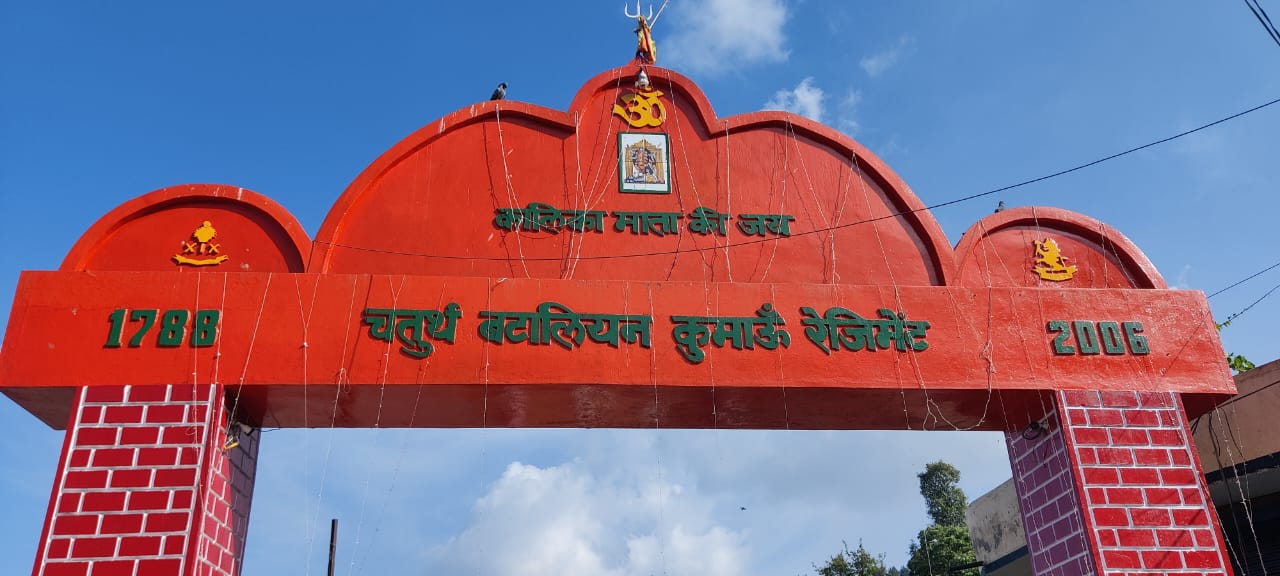 ॐ
कालिका माता की जय
1788 चतुर्थ बटालियन कुमाऊँ रेजिमेंट 2006